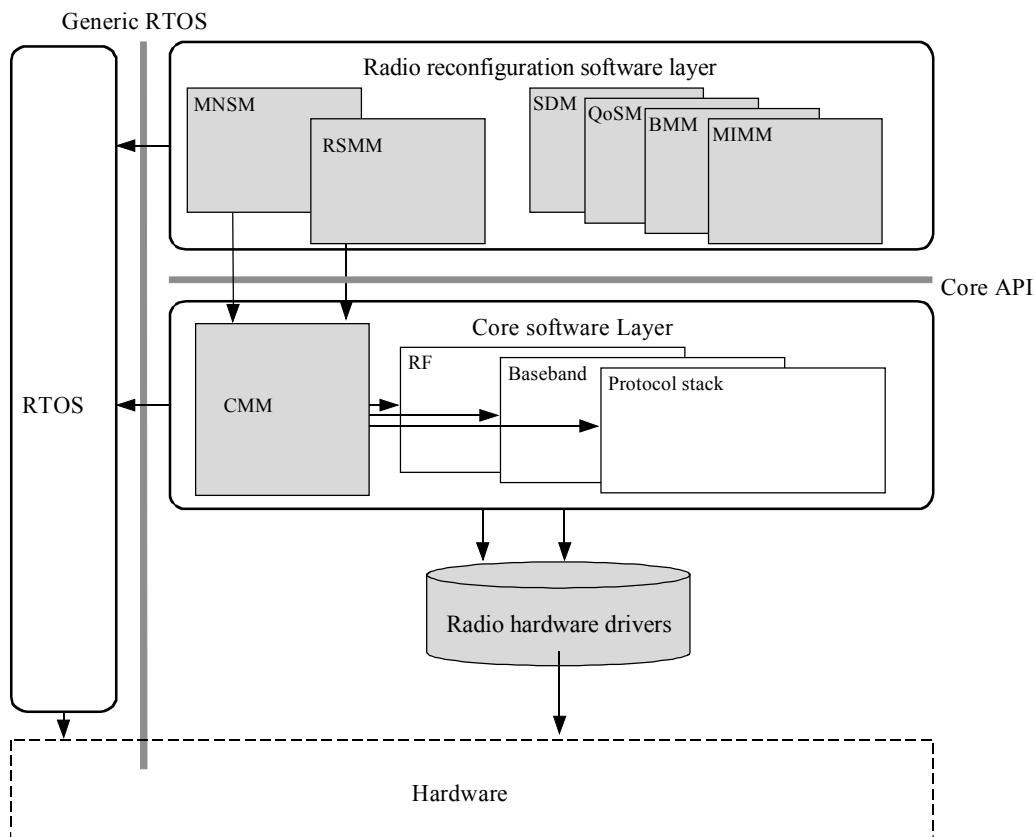 Generic RTOS
Radio reconfiguration software layer
MNSM
RSMM
SDM
QoSM
BMM
MIMM
Core API
Core software Layer
CMM
RF
Baseband
Protocol stack
RTOS
Radio hardware drivers
Hardware